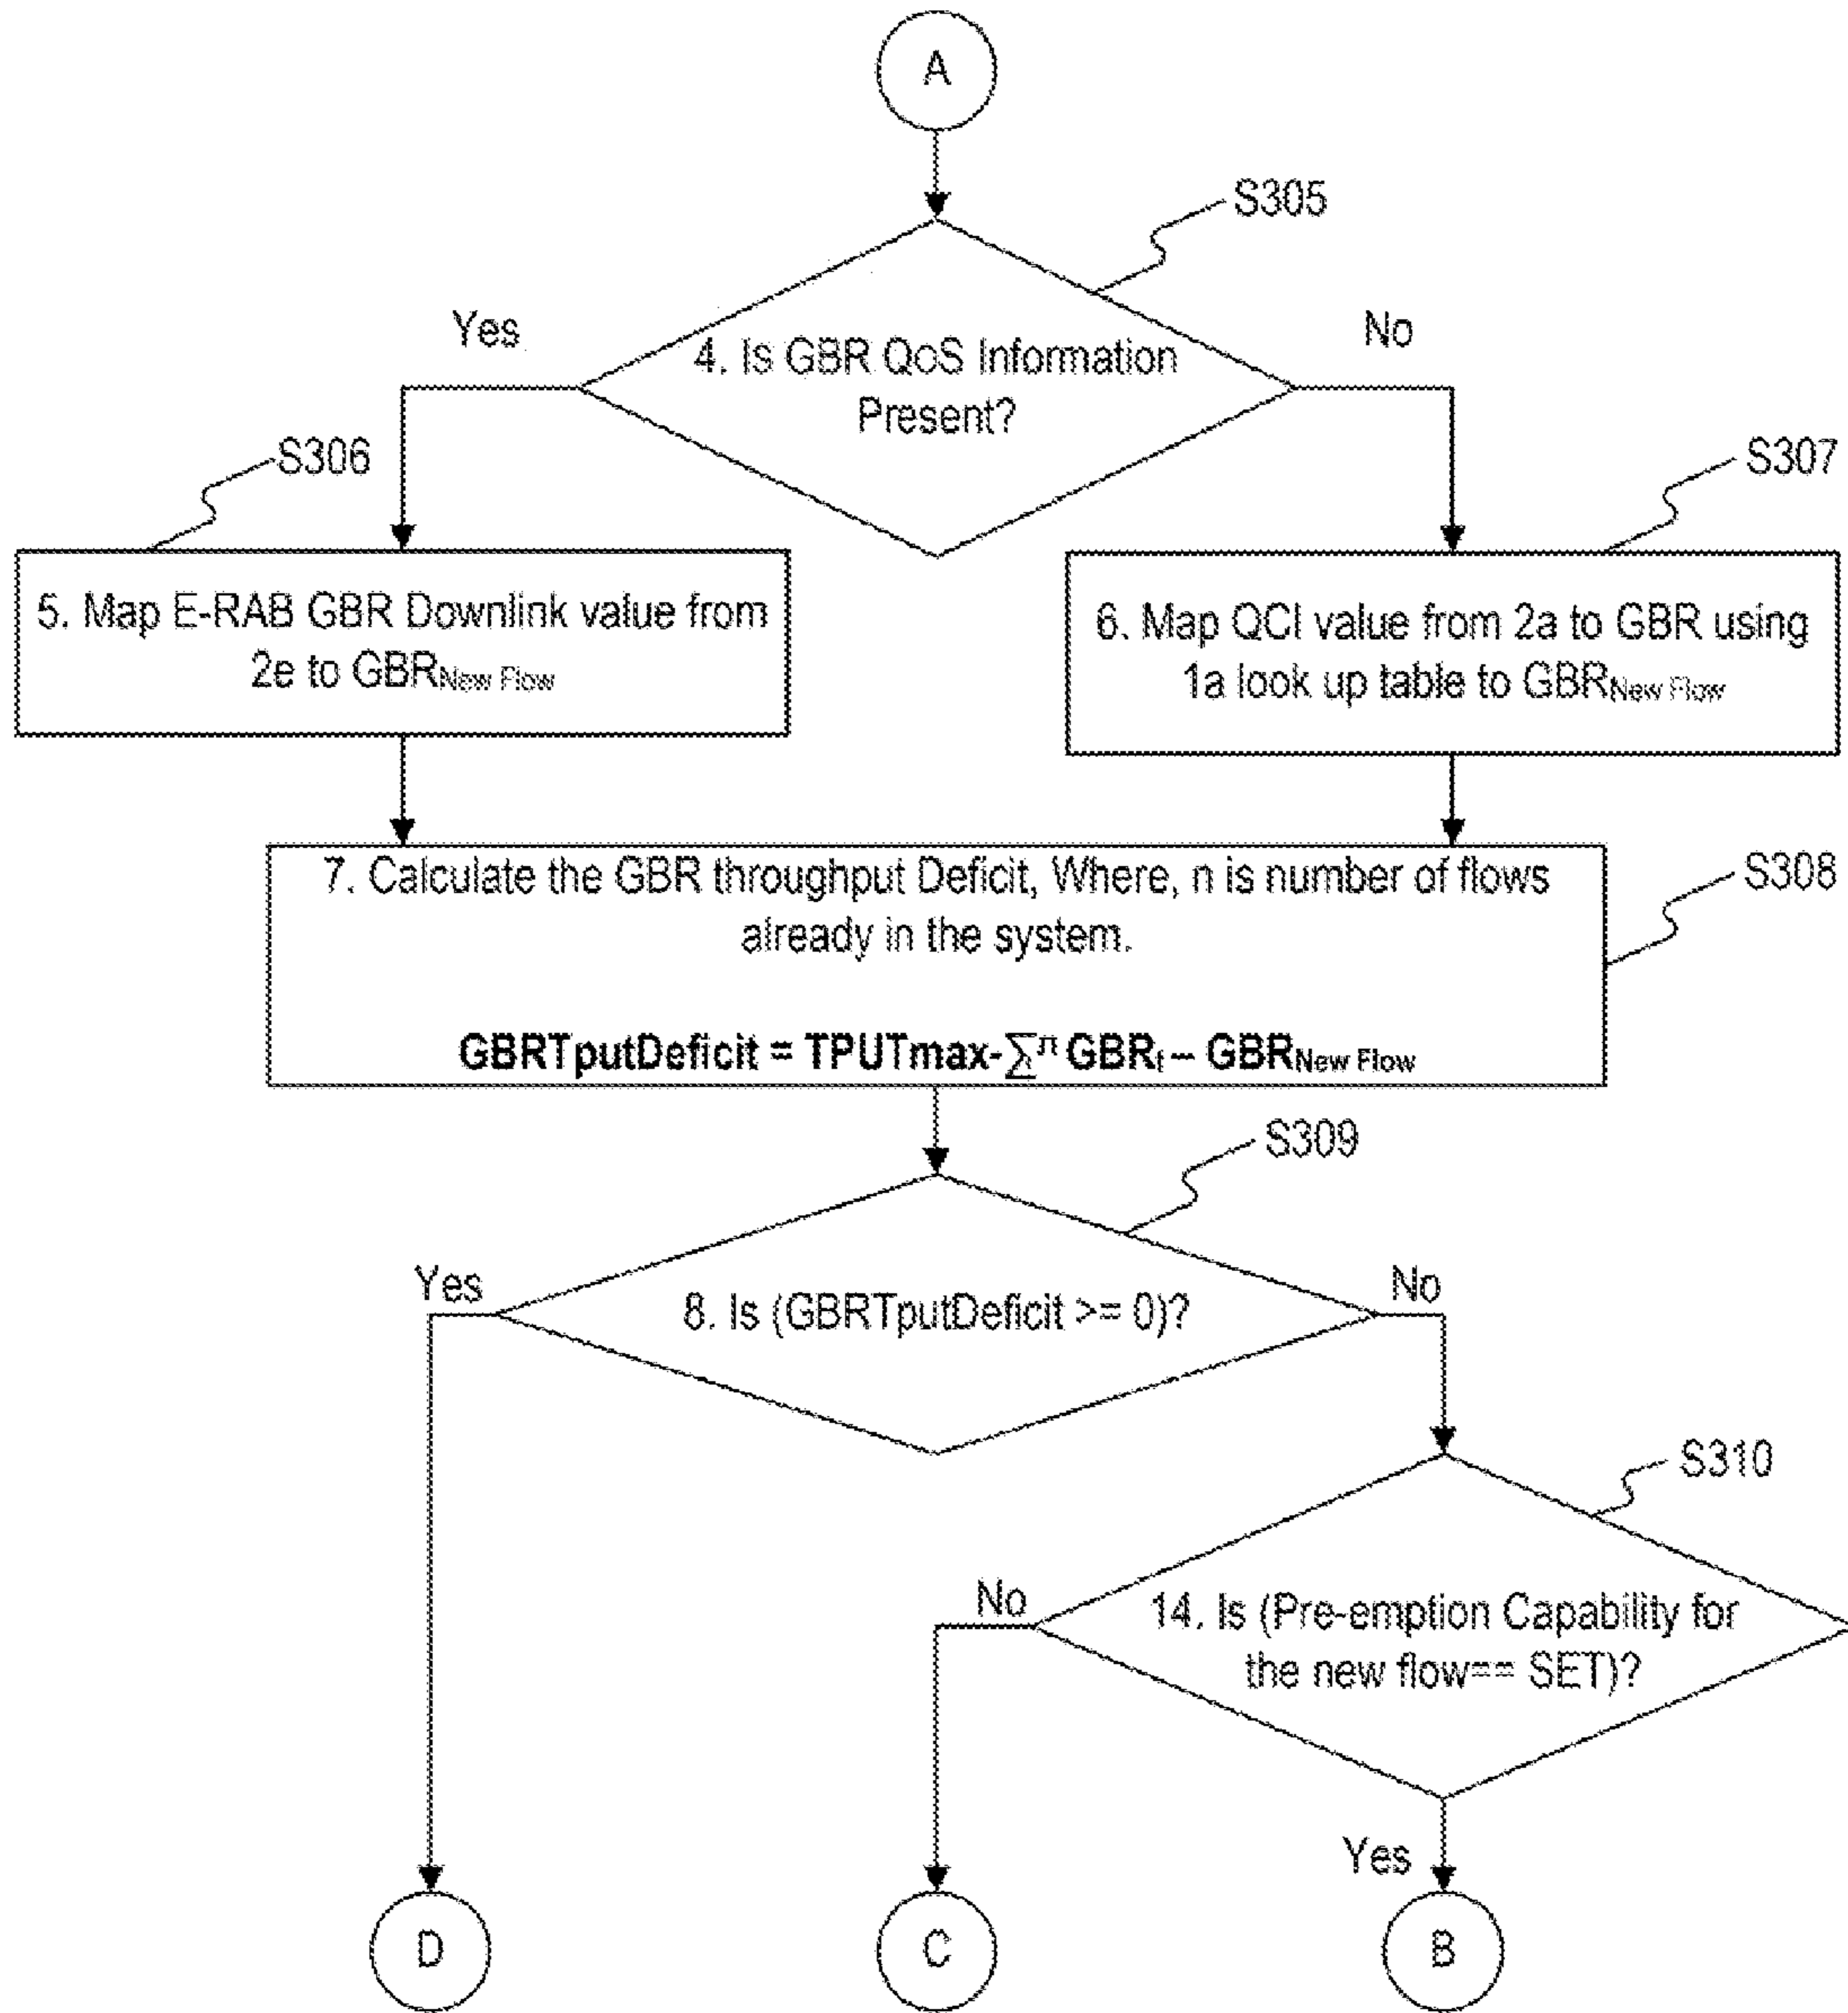 A
S305
Yes
No
4. Is GBR QoS Information
Present?
S306
S307
5. Map E-RAB GBR Downlink value from
2e to GBRNew Flow
6. Map QCI value from 2a to GBR using
1a look up table to GBRNew Flow
7. Calculate the GBR throughput Deficit, Where, n is number of flows
already in the system.
S308
GBRTputDeficit = TPUTmax-∑ⁿ GBRi – GBRNew Flow
S309
Yes
No
8. Is (GBRTputDeficit >= 0)?
S310
No
14. Is (Pre-emption Capability for
the new flow== SET)?
Yes
D
C
B